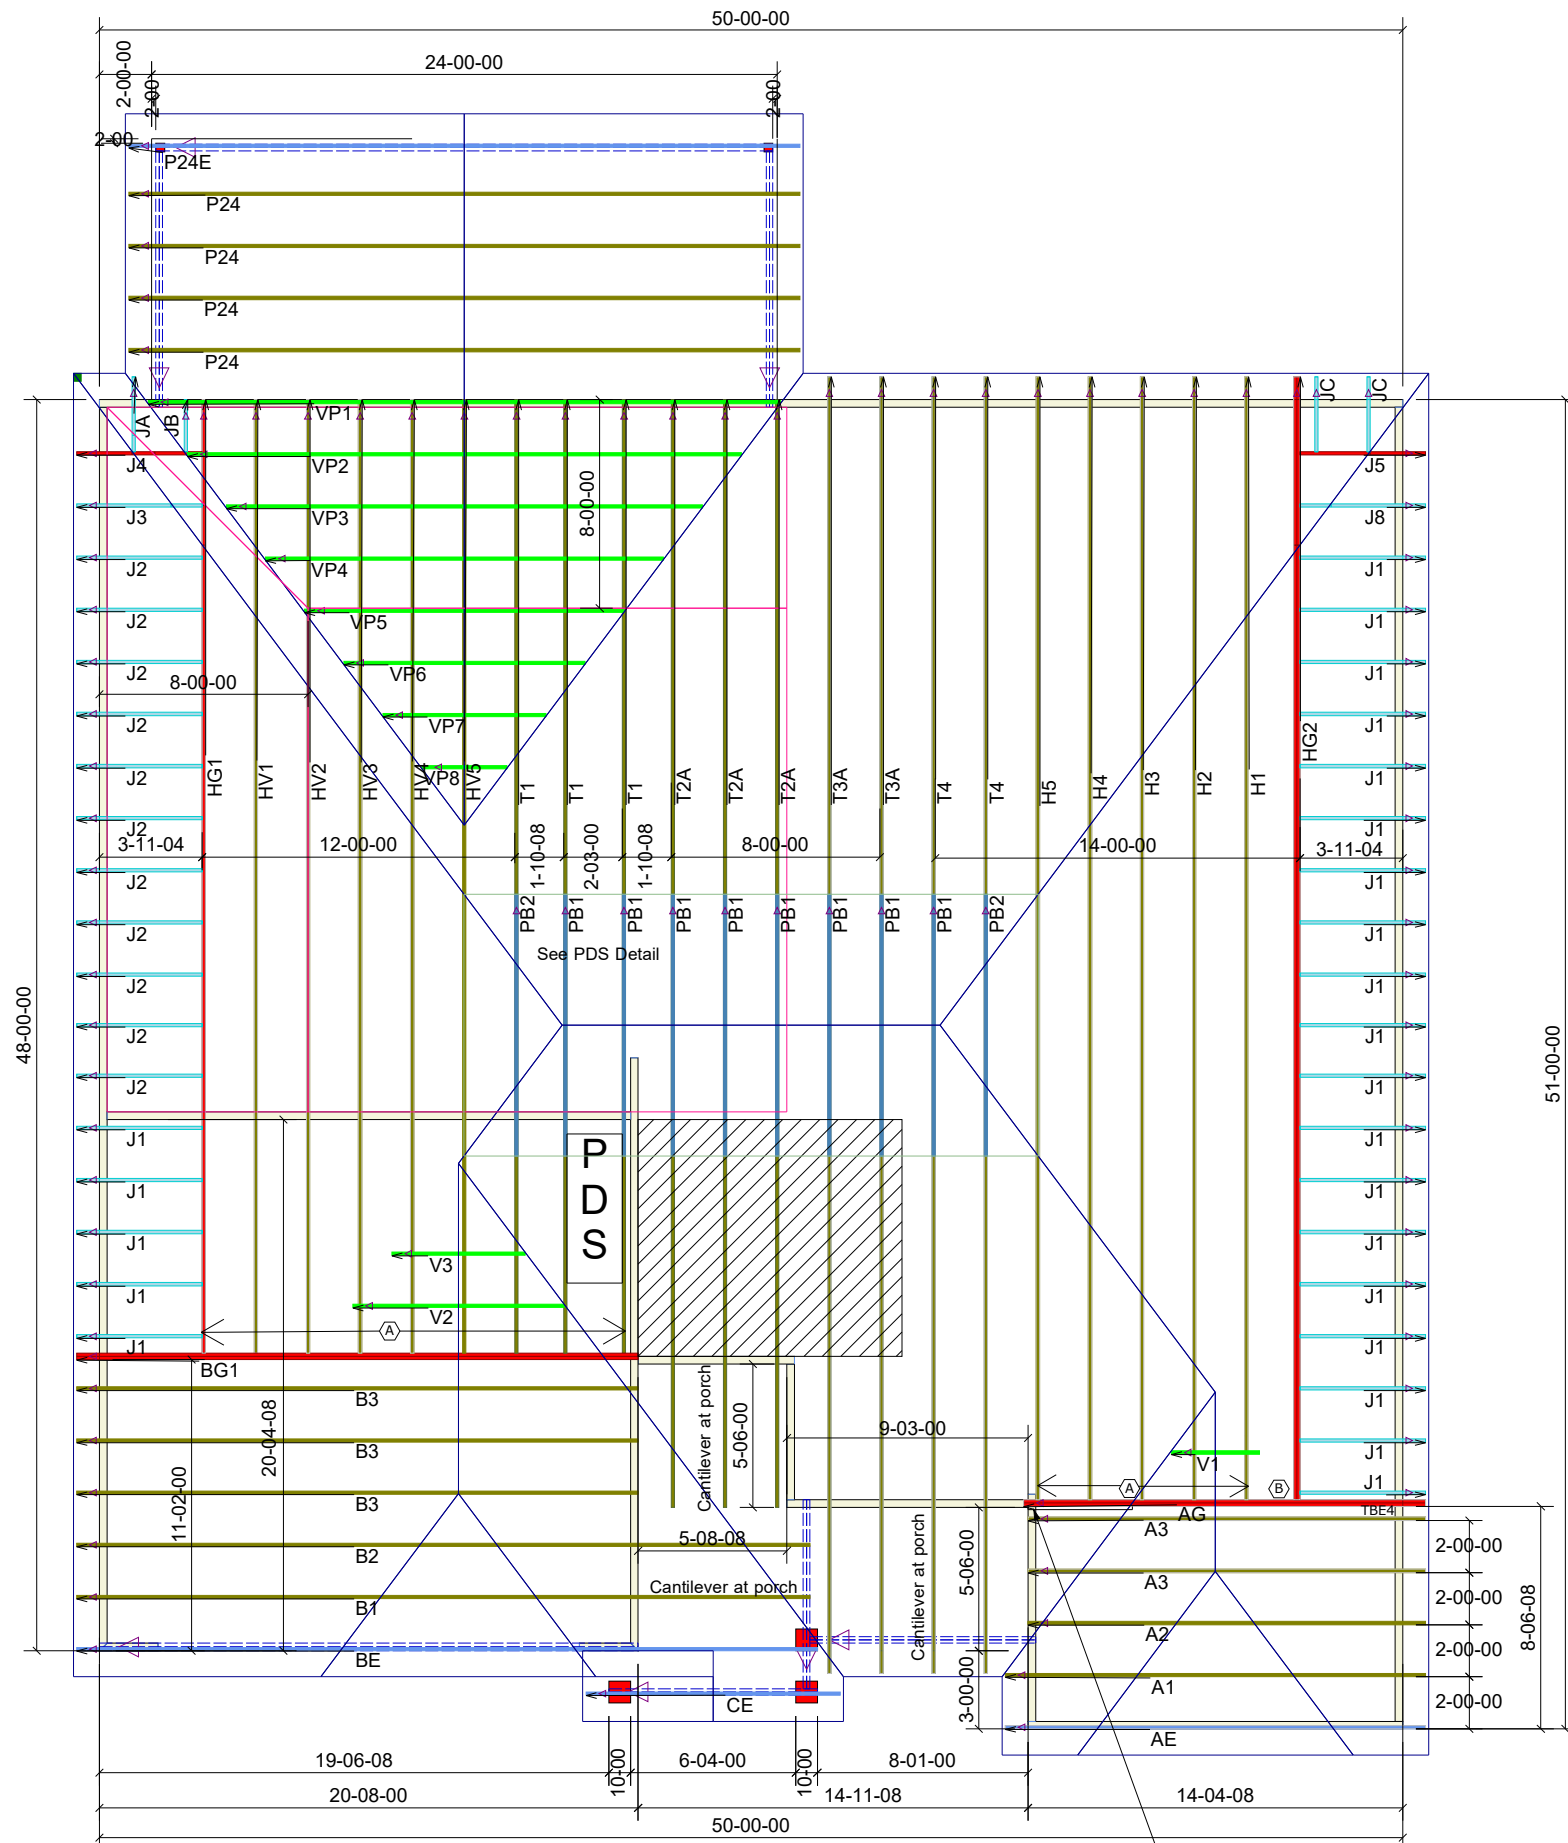 50-00-00
24-00-00
2-00-00
2-00
2-00
2-00
P24E
P24
P24
P24
P24
JA
JB
VP1
JC
JC
J4
VP2
J5
J3
VP3
8-00-00
J8
J2
VP4
J1
J2
VP5
J1
J2
VP6
J1
8-00-00
J2
VP7
J1
HG2
J2
HG1
HV1
HV2
HV3
HV4
VP8
HV5
T1
T1
T1
T2A
T2A
T2A
T3A
T3A
T4
T4
H5
H4
H3
H2
H1
J1
J2
J1
3-11-04
12-00-00
1-10-08
2-03-00
1-10-08
8-00-00
14-00-00
3-11-04
J2
J1
PB2
PB1
PB1
PB1
PB1
PB1
PB1
PB1
PB1
PB2
J2
J1
See PDS Detail
J2
J1
J2
J1
48-00-00
51-00-00
J2
J1
J1
J1
P
D
S
J1
J1
J1
J1
V3
J1
J1
V2
A
J1
J1
BG1
B3
Cantilever at porch
5-06-00
J1
B3
9-03-00
20-04-08
11-02-00
V1
J1
B3
A
B
J1
AG
TBE4
A3
5-08-08
B2
5-06-00
2-00-00
A3
Cantilever at porch
Cantilever at porch
B1
2-00-00
8-06-08
A2
BE
2-00-00
3-00-00
A1
CE
2-00-00
AE
19-06-08
10-00
6-04-00
10-00
8-01-00
20-08-00
14-11-08
14-04-08
50-00-00